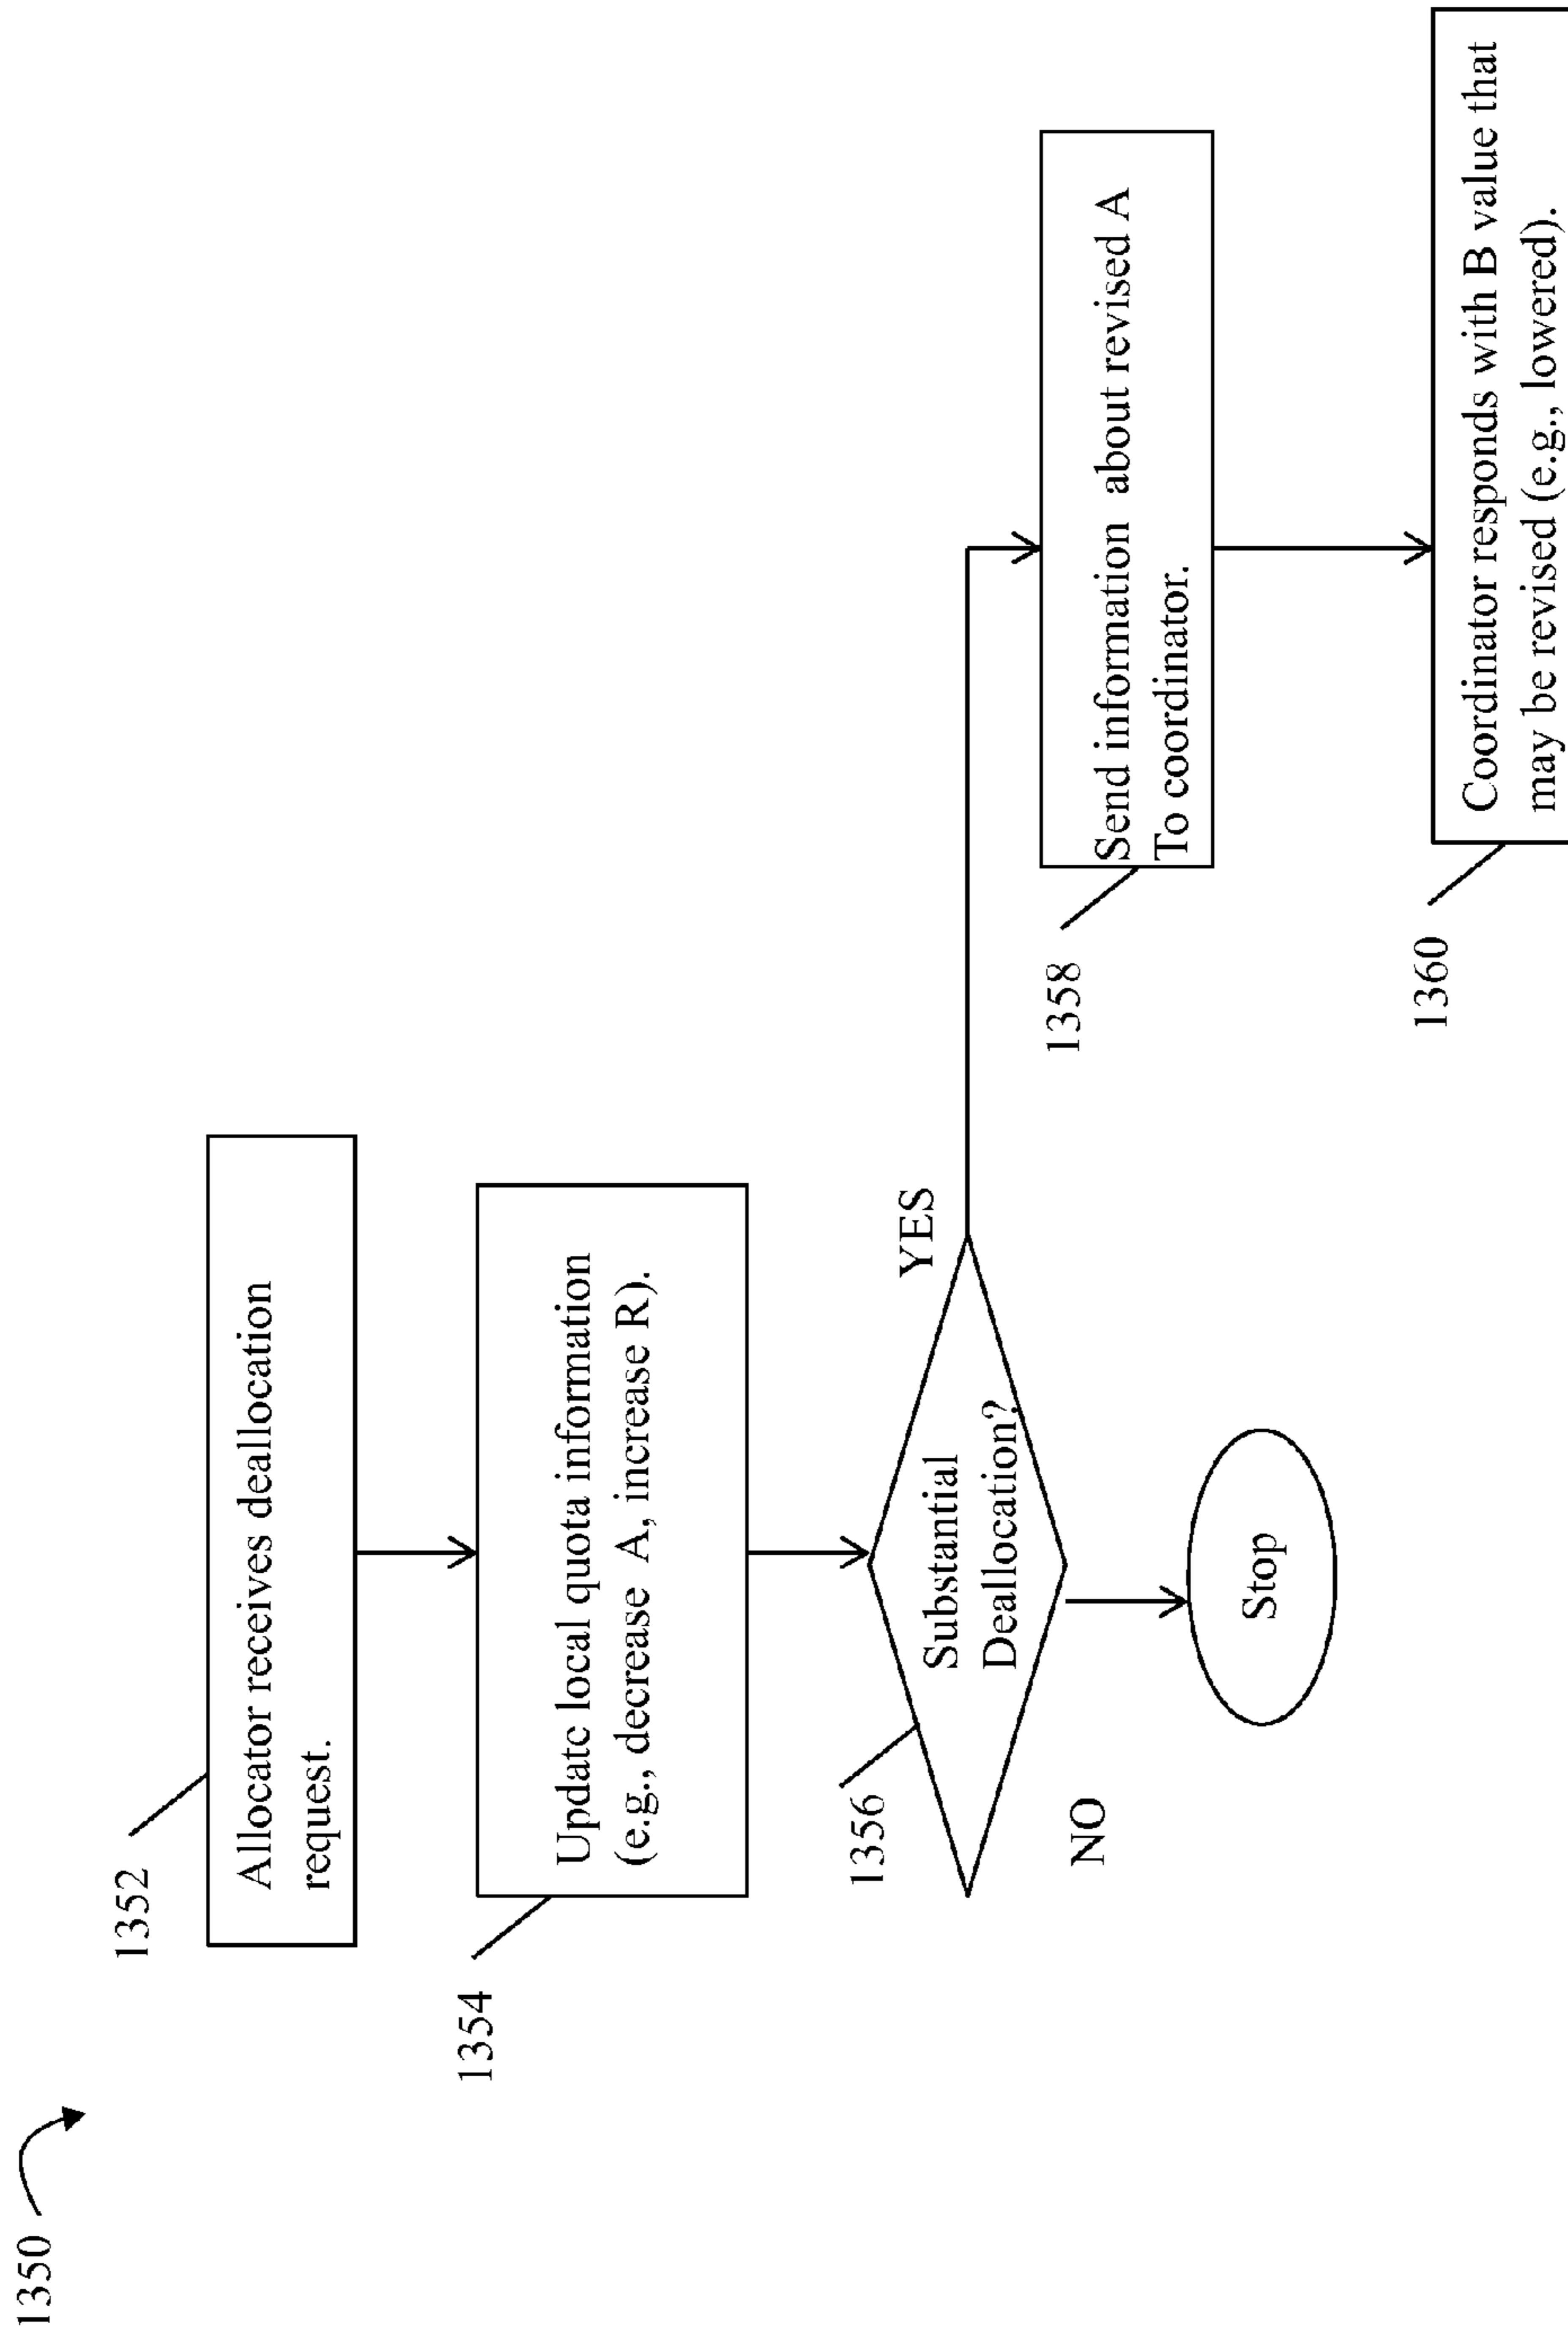 1350
1352
Allocator receives deallocation
request.
1354
Update local quota information
(e.g., decrease A, increase R).
1356
Substantial
Deallocation?
YES
NO
Stop
1358
Send information about revised A
To coordinator.
1360
Coordinator responds with B value that
may be revised (e.g., lowered).